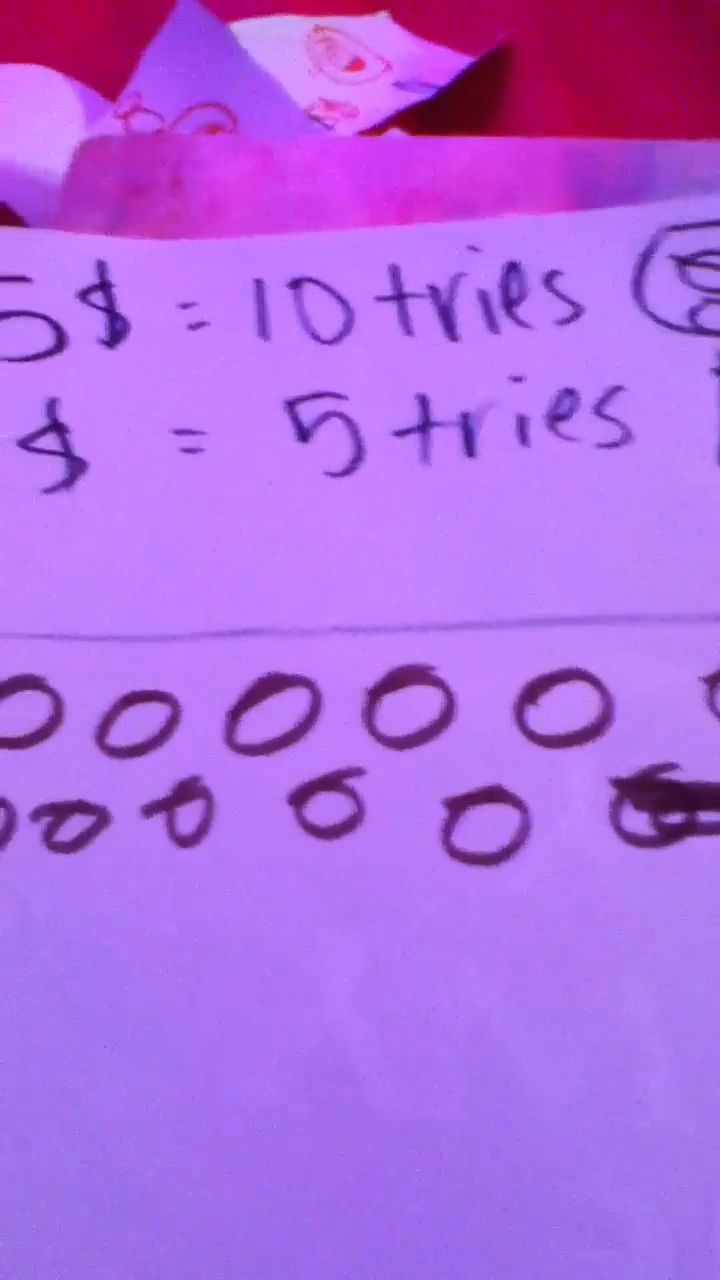 5$ = 10 tries
$ = 5 tries